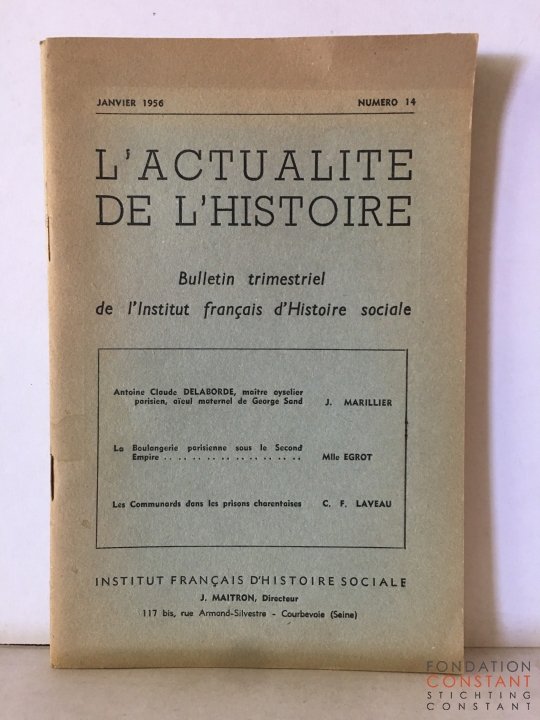 JANVIER 1956 NUMERO 14
L'ACTUALITE
DE L'HISTOIRE
Bulletin trimestriel
de l'Institut français d'Histoire sociale
Antoine Claude DELABORDE, maître oyselier
parisien, aïeul maternel de George Sand J. MARILLIER
La Boulangerie parisienne sous le Second
Empire . . . . . . . . . . . . . . . . Mlle EGROT
Les Communards dans les prisons charentaises C. F. LAVEAU
INSTITUT FRANÇAIS D'HISTOIRE SOCIALE
J. MAITRON, Directeur
117 bis, rue Armand-Silvestre - Courbevoie (Seine)
FONDATION
CONSTANT
STICHTING
CONSTANT